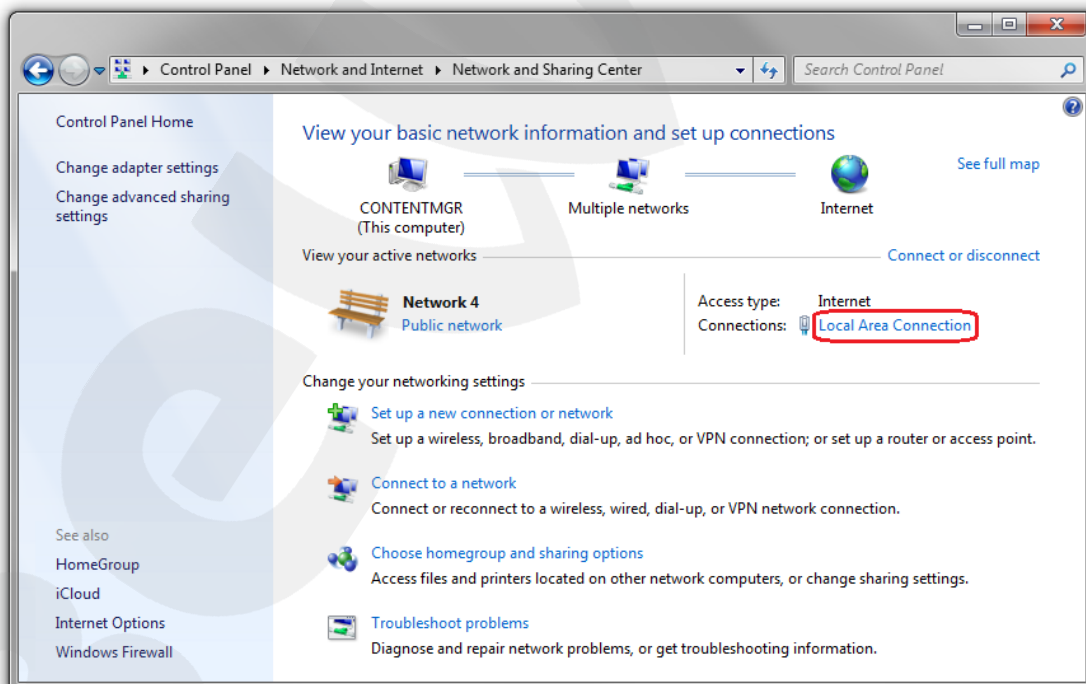 Control Panel Network and Internet Network and Sharing Center Search Control Panel
Control Panel Home
Change adapter settings
Change advanced sharing
settings
See also
HomeGroup
iCloud
Internet Options
Windows Firewall
View your basic network information and set up connections
See full map
CONTENTMGR
(This computer)
Multiple networks
Internet
View your active networks
Connect or disconnect
Network 4
Public network
Access type: Internet
Connections: Local Area Connection
Change your networking settings
Set up a new connection or network
Set up a wireless, broadband, dial-up, ad hoc, or VPN connection; or set up a router or access point.
Connect to a network
Connect or reconnect to a wireless, wired, dial-up, or VPN network connection.
Choose homegroup and sharing options
Access files and printers located on other network computers, or change sharing settings.
Troubleshoot problems
Diagnose and repair network problems, or get troubleshooting information.